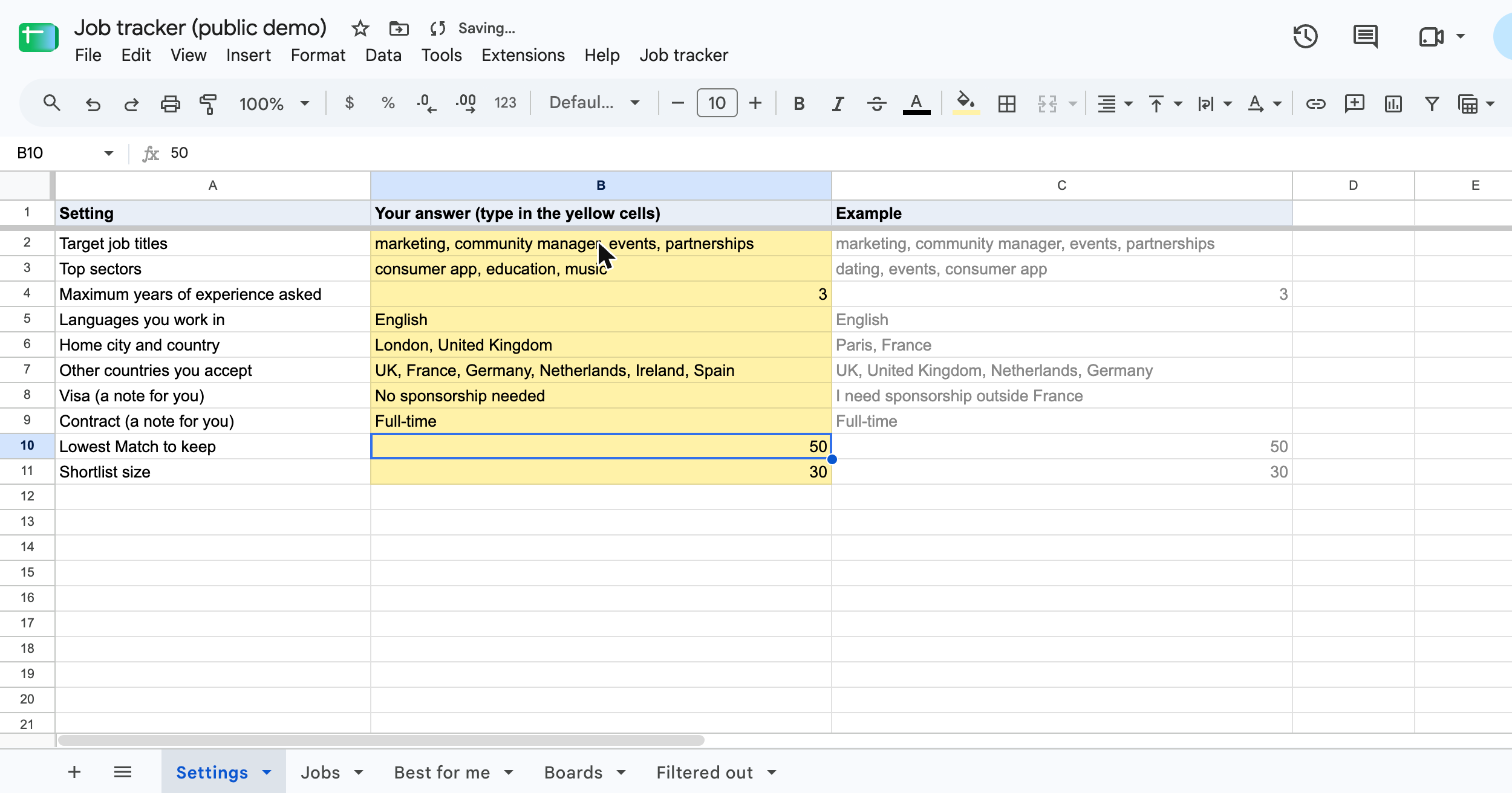 Job tracker (public demo) Saving...
File Edit View Insert Format Data Tools Extensions Help Job tracker
100% $ % .0 .00 123 Defaul... 10 B I A A
B10 fx 50
A B C D E
1 Setting Your answer (type in the yellow cells) Example
2 Target job titles marketing, community manager, events, partnerships marketing, community manager, events, partnerships
3 Top sectors consumer app, education, music dating, events, consumer app
4 Maximum years of experience asked 3 3
5 Languages you work in English English
6 Home city and country London, United Kingdom Paris, France
7 Other countries you accept UK, France, Germany, Netherlands, Ireland, Spain UK, United Kingdom, Netherlands, Germany
8 Visa (a note for you) No sponsorship needed I need sponsorship outside France
9 Contract (a note for you) Full-time Full-time
10 Lowest Match to keep 50 50
11 Shortlist size 30 30
12
13
14
15
16
17
18
19
20
21
Settings Jobs Best for me Boards Filtered out